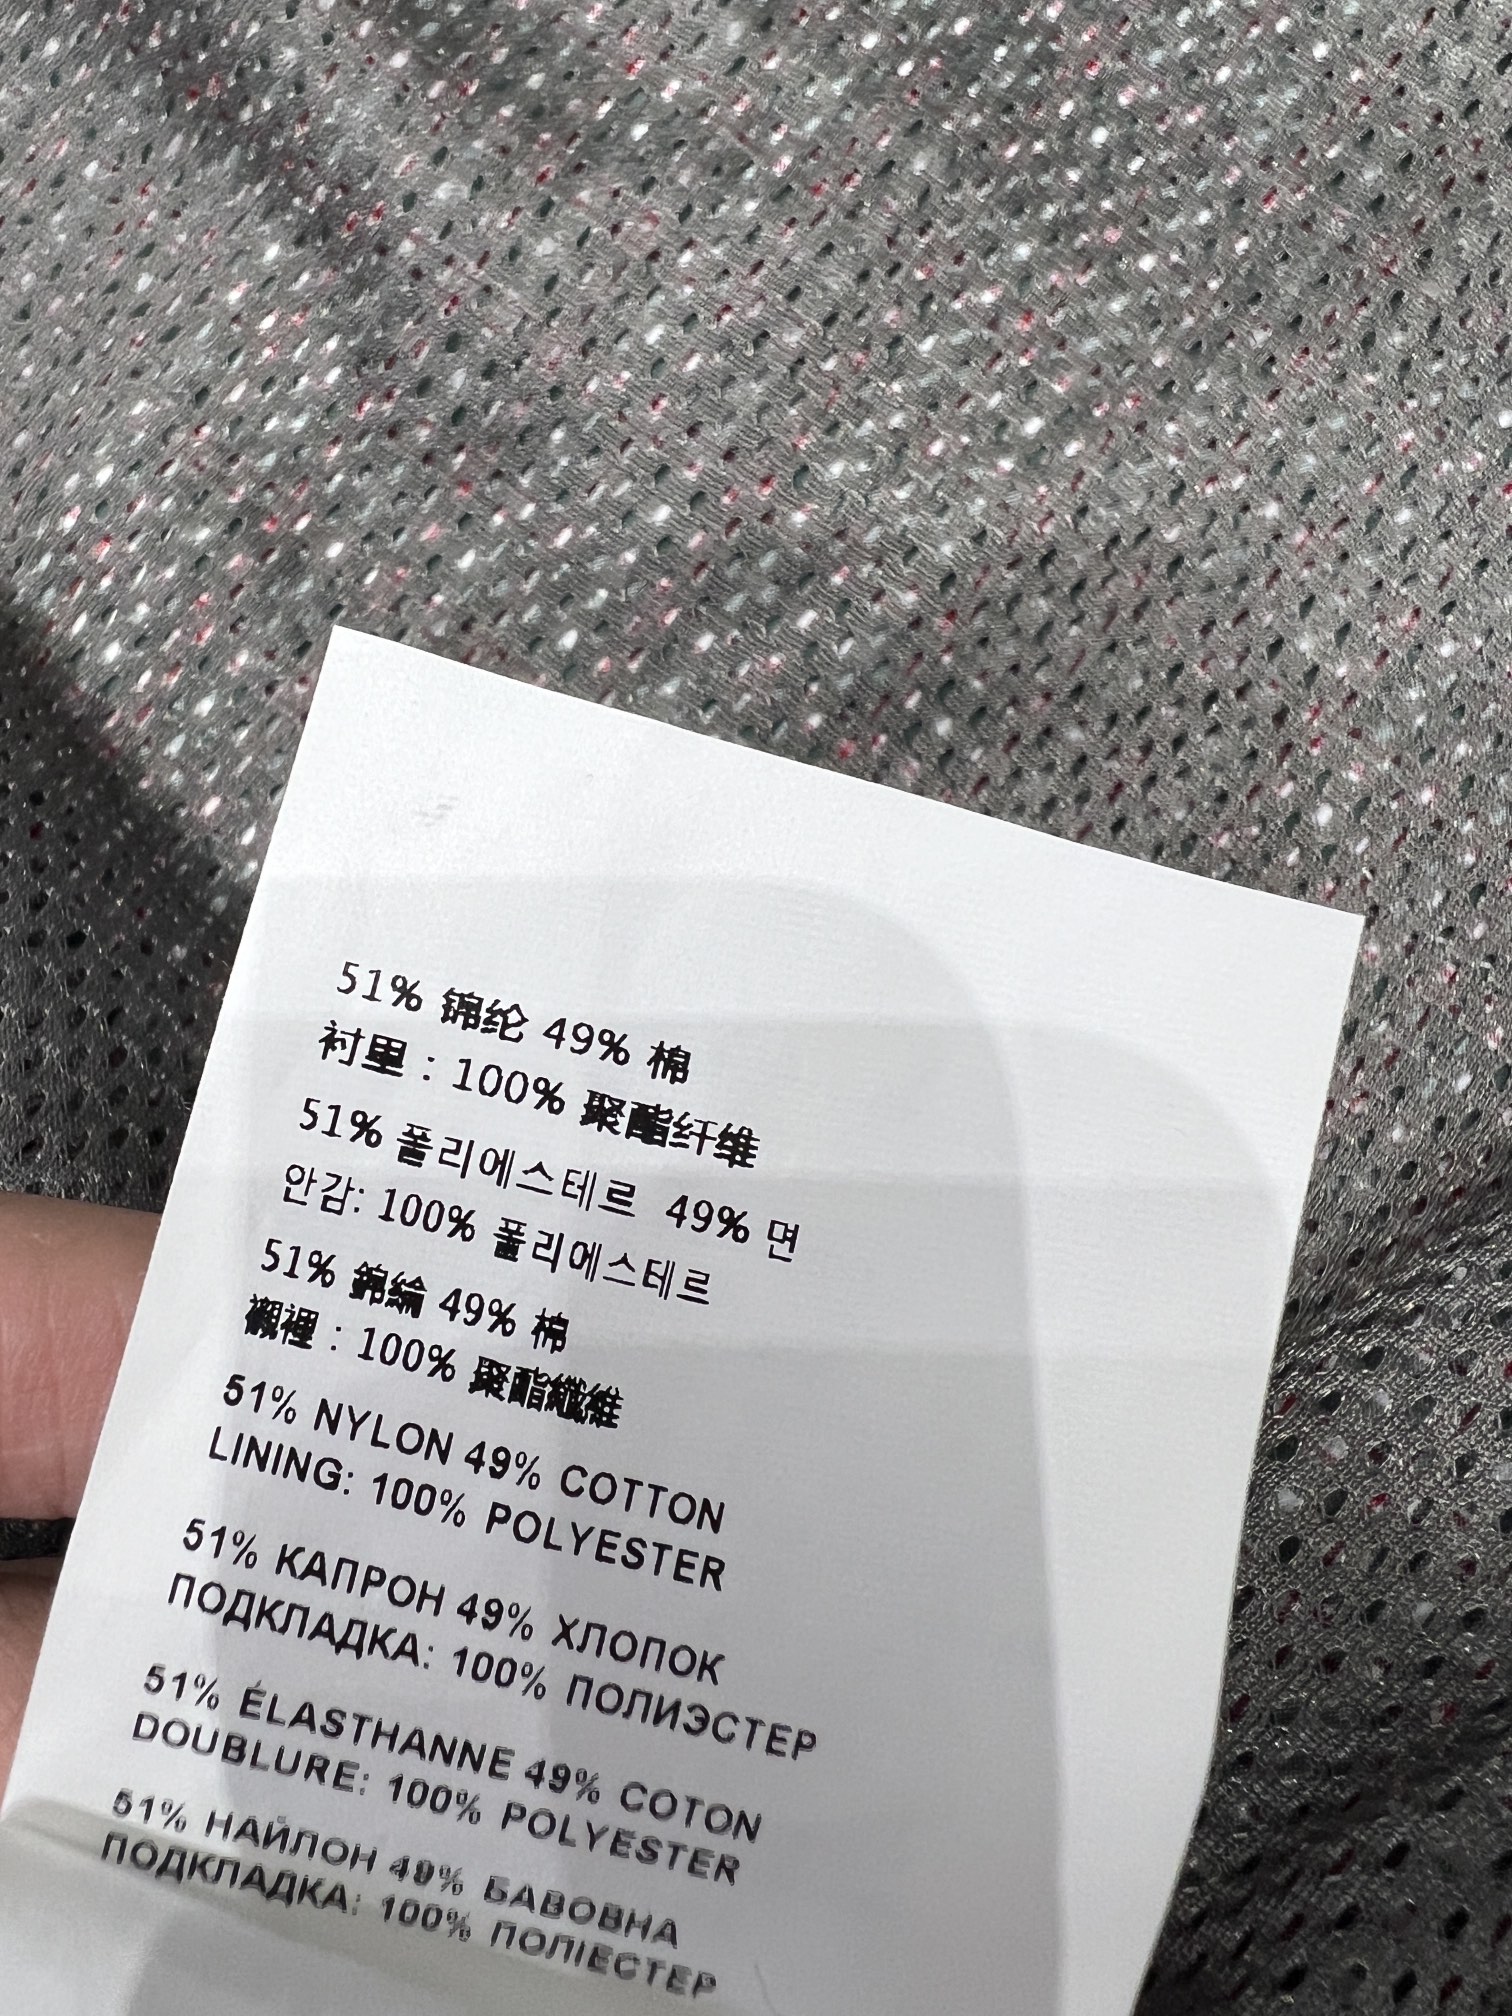 51% 锦纶 49% 棉
衬里：100% 聚酯纤维
51% 폴리에스테르 49% 면
안감: 100% 폴리에스테르
51% 錦綸 49% 棉
襯裡：100% 聚酯纖維
51% NYLON 49% COTTON
LINING: 100% POLYESTER
51% КАПРОН 49% ХЛОПОК
ПОДКЛАДКА: 100% ПОЛИЭСТЕР
51% ÉLASTHANNE 49% COTON
DOUBLURE: 100% POLYESTER
51% НАЙЛОН 49% БАВОВНА
ПОДКЛАДКА: 100% ПОЛІЕСТЕР